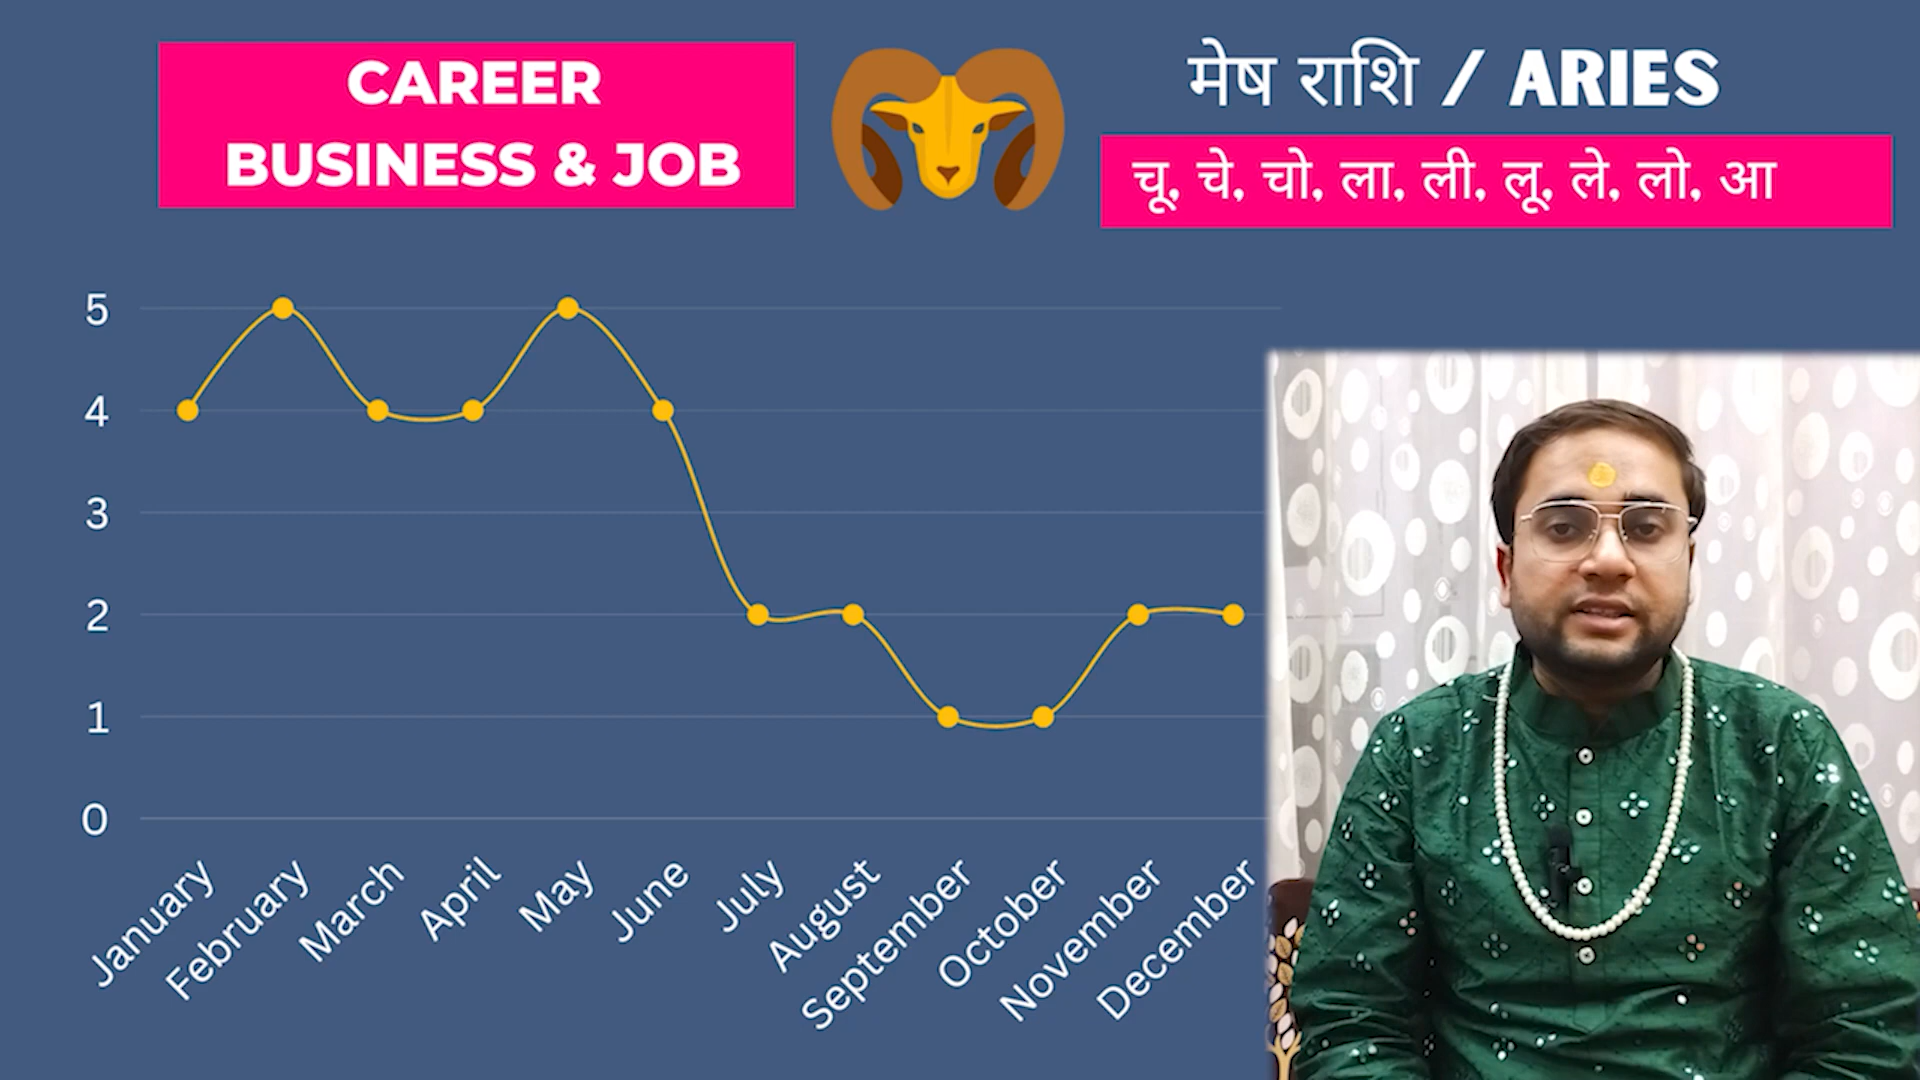 CAREER
BUSINESS & JOB
मेष राशि / ARIES
चू, चे, चो, ला, ली, लू, ले, लो, आ
5
4
3
2
1
0
January
February
March
April
May
June
July
August
September
October
November
December